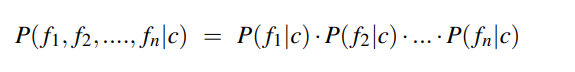 P(f₁, f₂, ...., fₙ|c) = P(f₁|c) · P(f₂|c) · ... · P(fₙ|c)